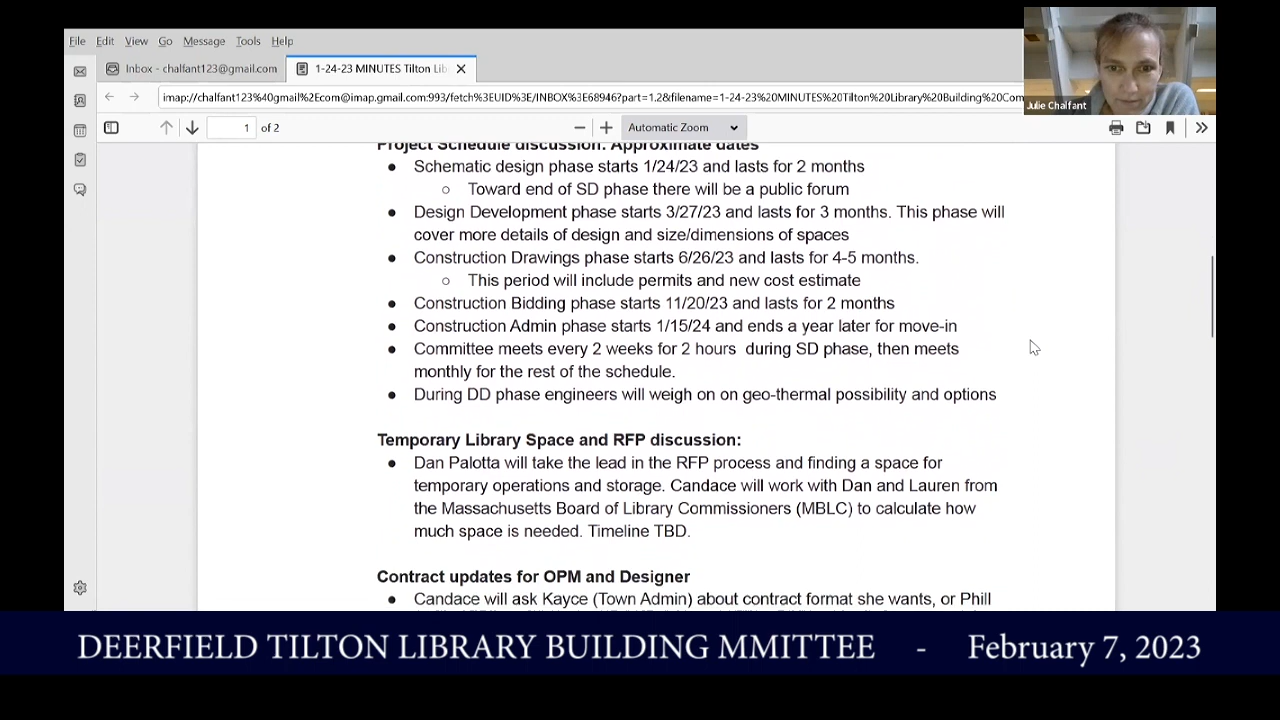 File Edit View Go Message Tools Help
Inbox - chalfant123@gmail.com 1-24-23 MINUTES Tilton Lib
imap://chalfant123%40gmail%2Ecom@imap.gmail.com:993/fetch%3EUID%3E/INBOX%3E68946?part=1.2&filename=1-24-23%20MINUTES%20Tilton%20Library%20Building%20Com
Julie Chalfant
1 of 2 Automatic Zoom
Project Schedule discussion: Approximate dates
● Schematic design phase starts 1/24/23 and lasts for 2 months
○ Toward end of SD phase there will be a public forum
● Design Development phase starts 3/27/23 and lasts for 3 months. This phase will
cover more details of design and size/dimensions of spaces
● Construction Drawings phase starts 6/26/23 and lasts for 4-5 months.
○ This period will include permits and new cost estimate
● Construction Bidding phase starts 11/20/23 and lasts for 2 months
● Construction Admin phase starts 1/15/24 and ends a year later for move-in
● Committee meets every 2 weeks for 2 hours during SD phase, then meets
monthly for the rest of the schedule.
● During DD phase engineers will weigh on on geo-thermal possibility and options
Temporary Library Space and RFP discussion:
● Dan Palotta will take the lead in the RFP process and finding a space for
temporary operations and storage. Candace will work with Dan and Lauren from
the Massachusetts Board of Library Commissioners (MBLC) to calculate how
much space is needed. Timeline TBD.
Contract updates for OPM and Designer
● Candace will ask Kayce (Town Admin) about contract format she wants, or Phill
DEERFIELD TILTON LIBRARY BUILDING MMITTEE - February 7, 2023